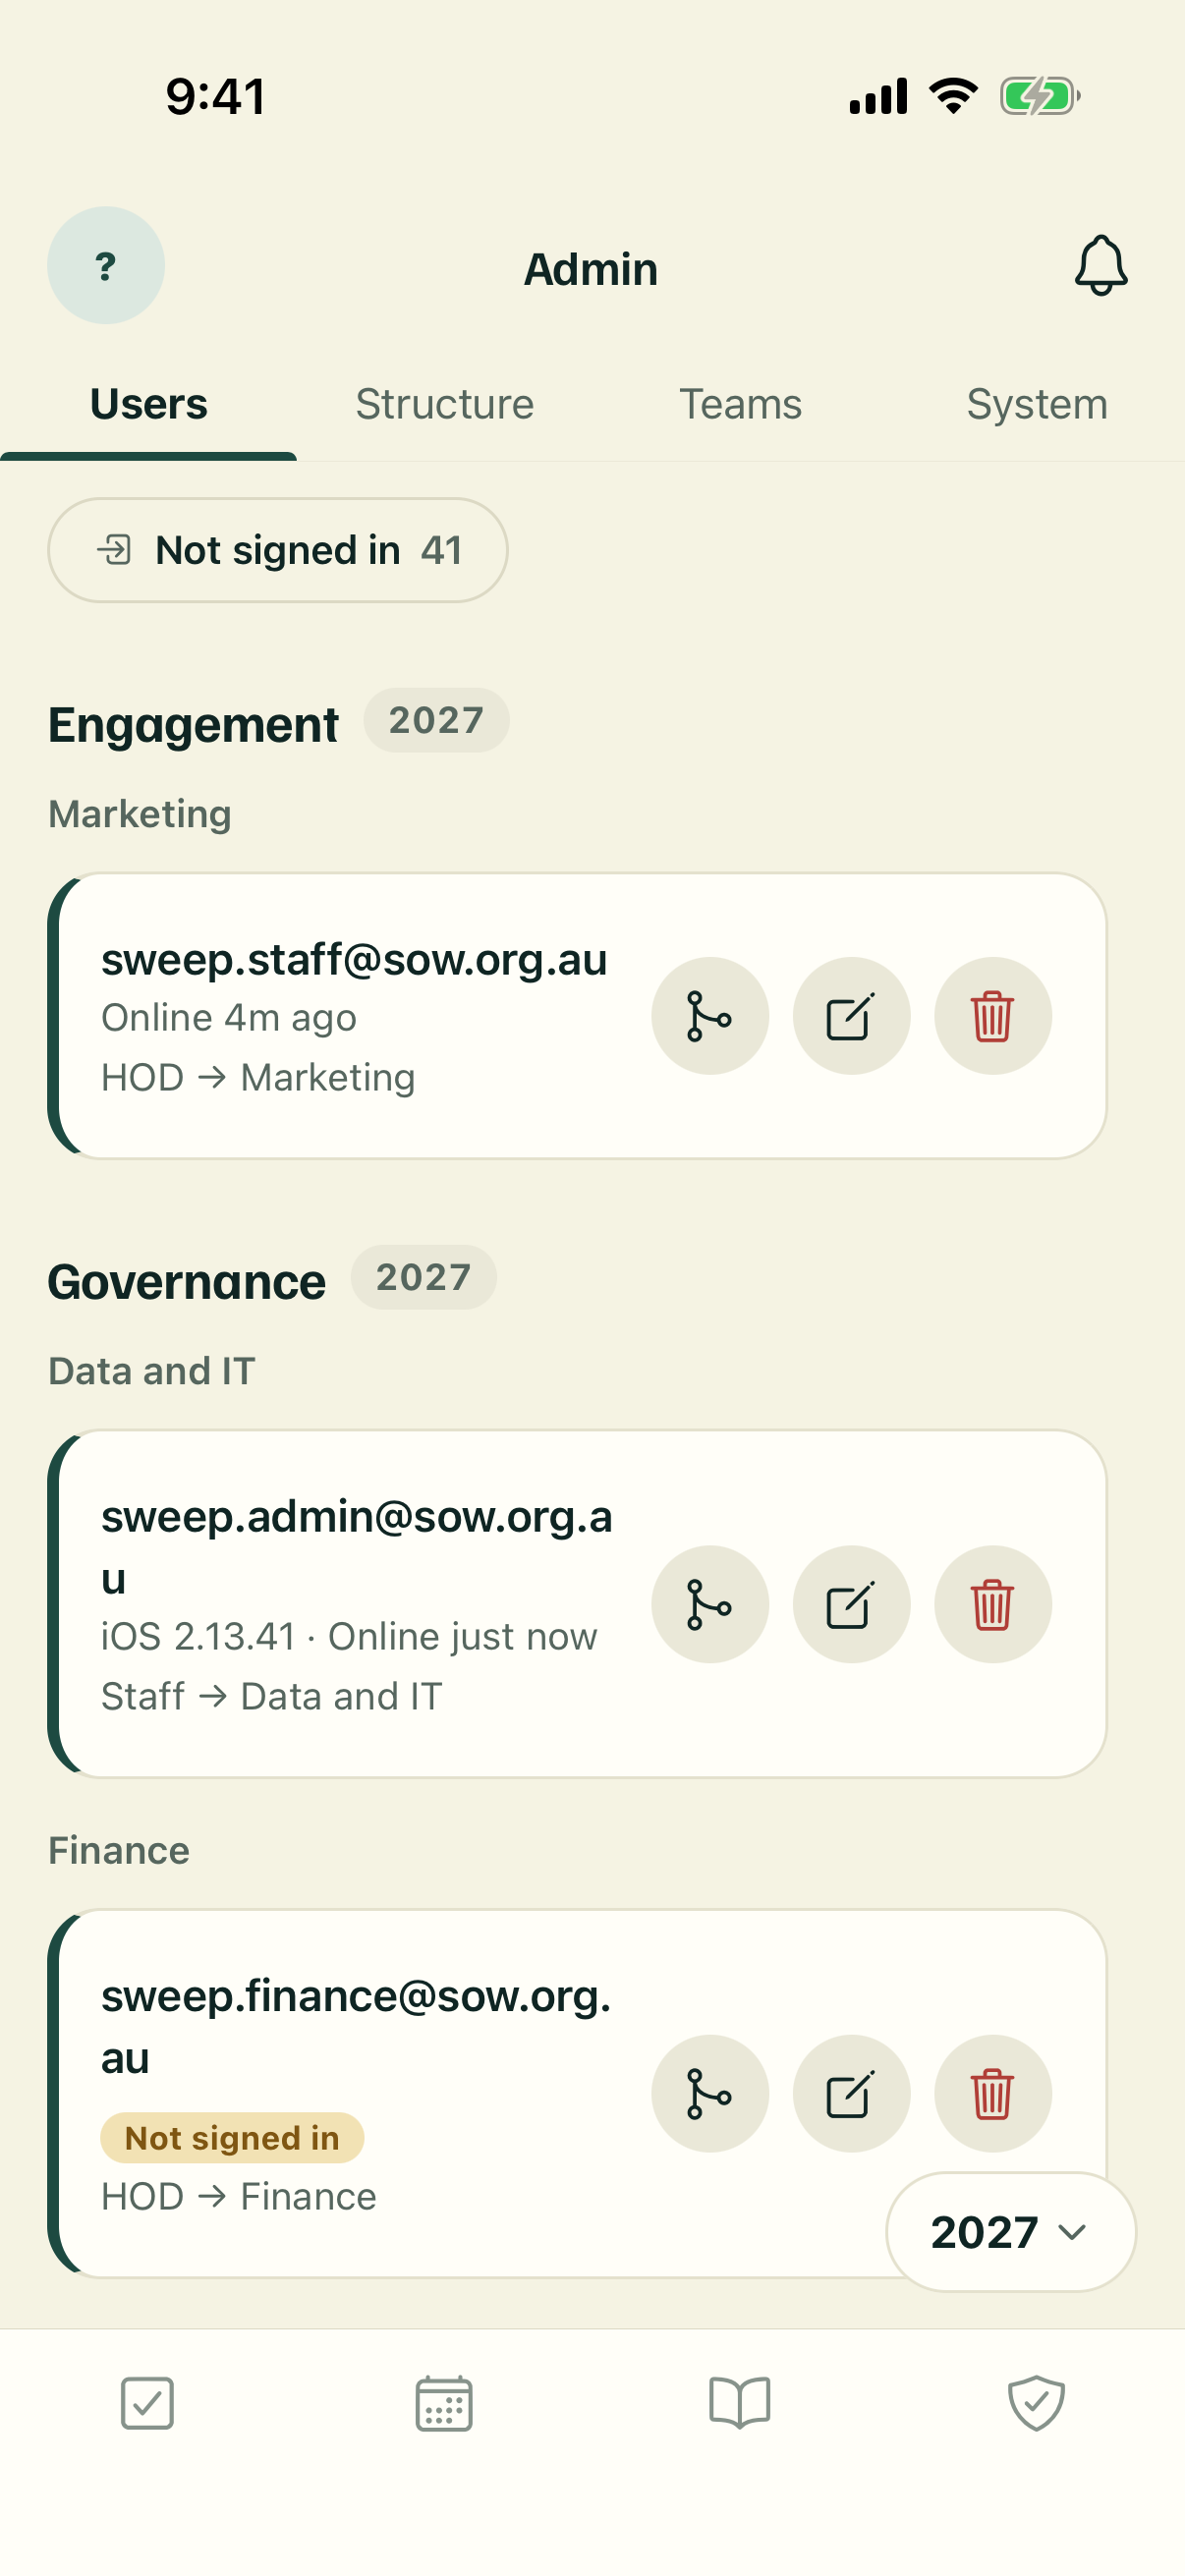 9:41
?
Admin
Users Structure Teams System
Not signed in 41
Engagement 2027
Marketing
sweep.staff@sow.org.au
Online 4m ago
HOD → Marketing
Governance 2027
Data and IT
sweep.admin@sow.org.a
u
iOS 2.13.41 · Online just now
Staff → Data and IT
Finance
sweep.finance@sow.org.
au
Not signed in
HOD → Finance
2027